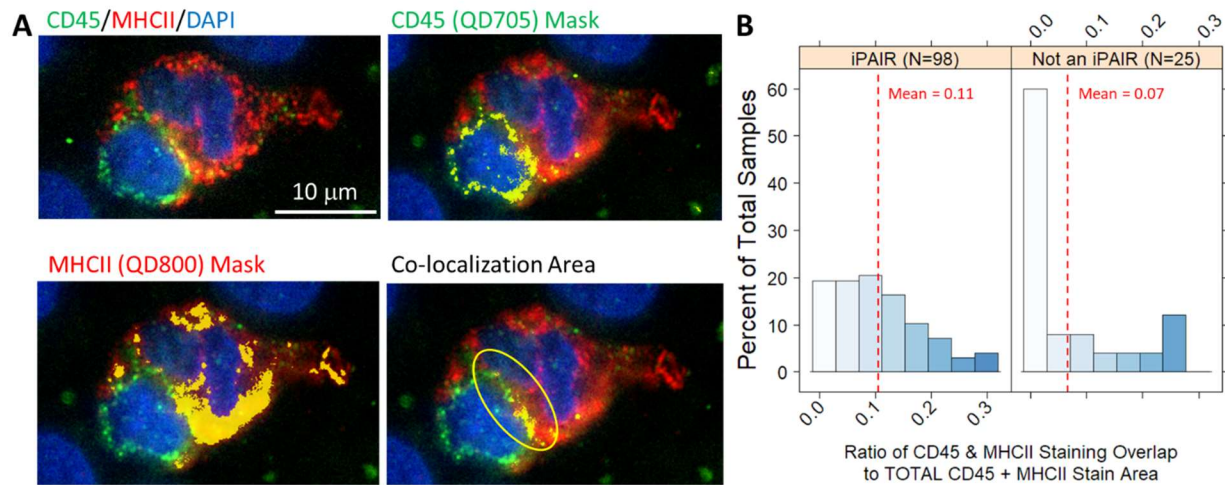 A
CD45/MHCII/DAPI
CD45 (QD705) Mask
10 μm
MHCII (QD800) Mask
Co-localization Area
B
0.0
0.1
0.2
0.3
iPAIR (N=98)
Not an iPAIR (N=25)
Mean = 0.11
Mean = 0.07
Percent of Total Samples
60
50
40
30
20
10
0
0.0
0.1
0.2
0.3
Ratio of CD45 & MHCII Staining Overlap
to TOTAL CD45 + MHCII Stain Area